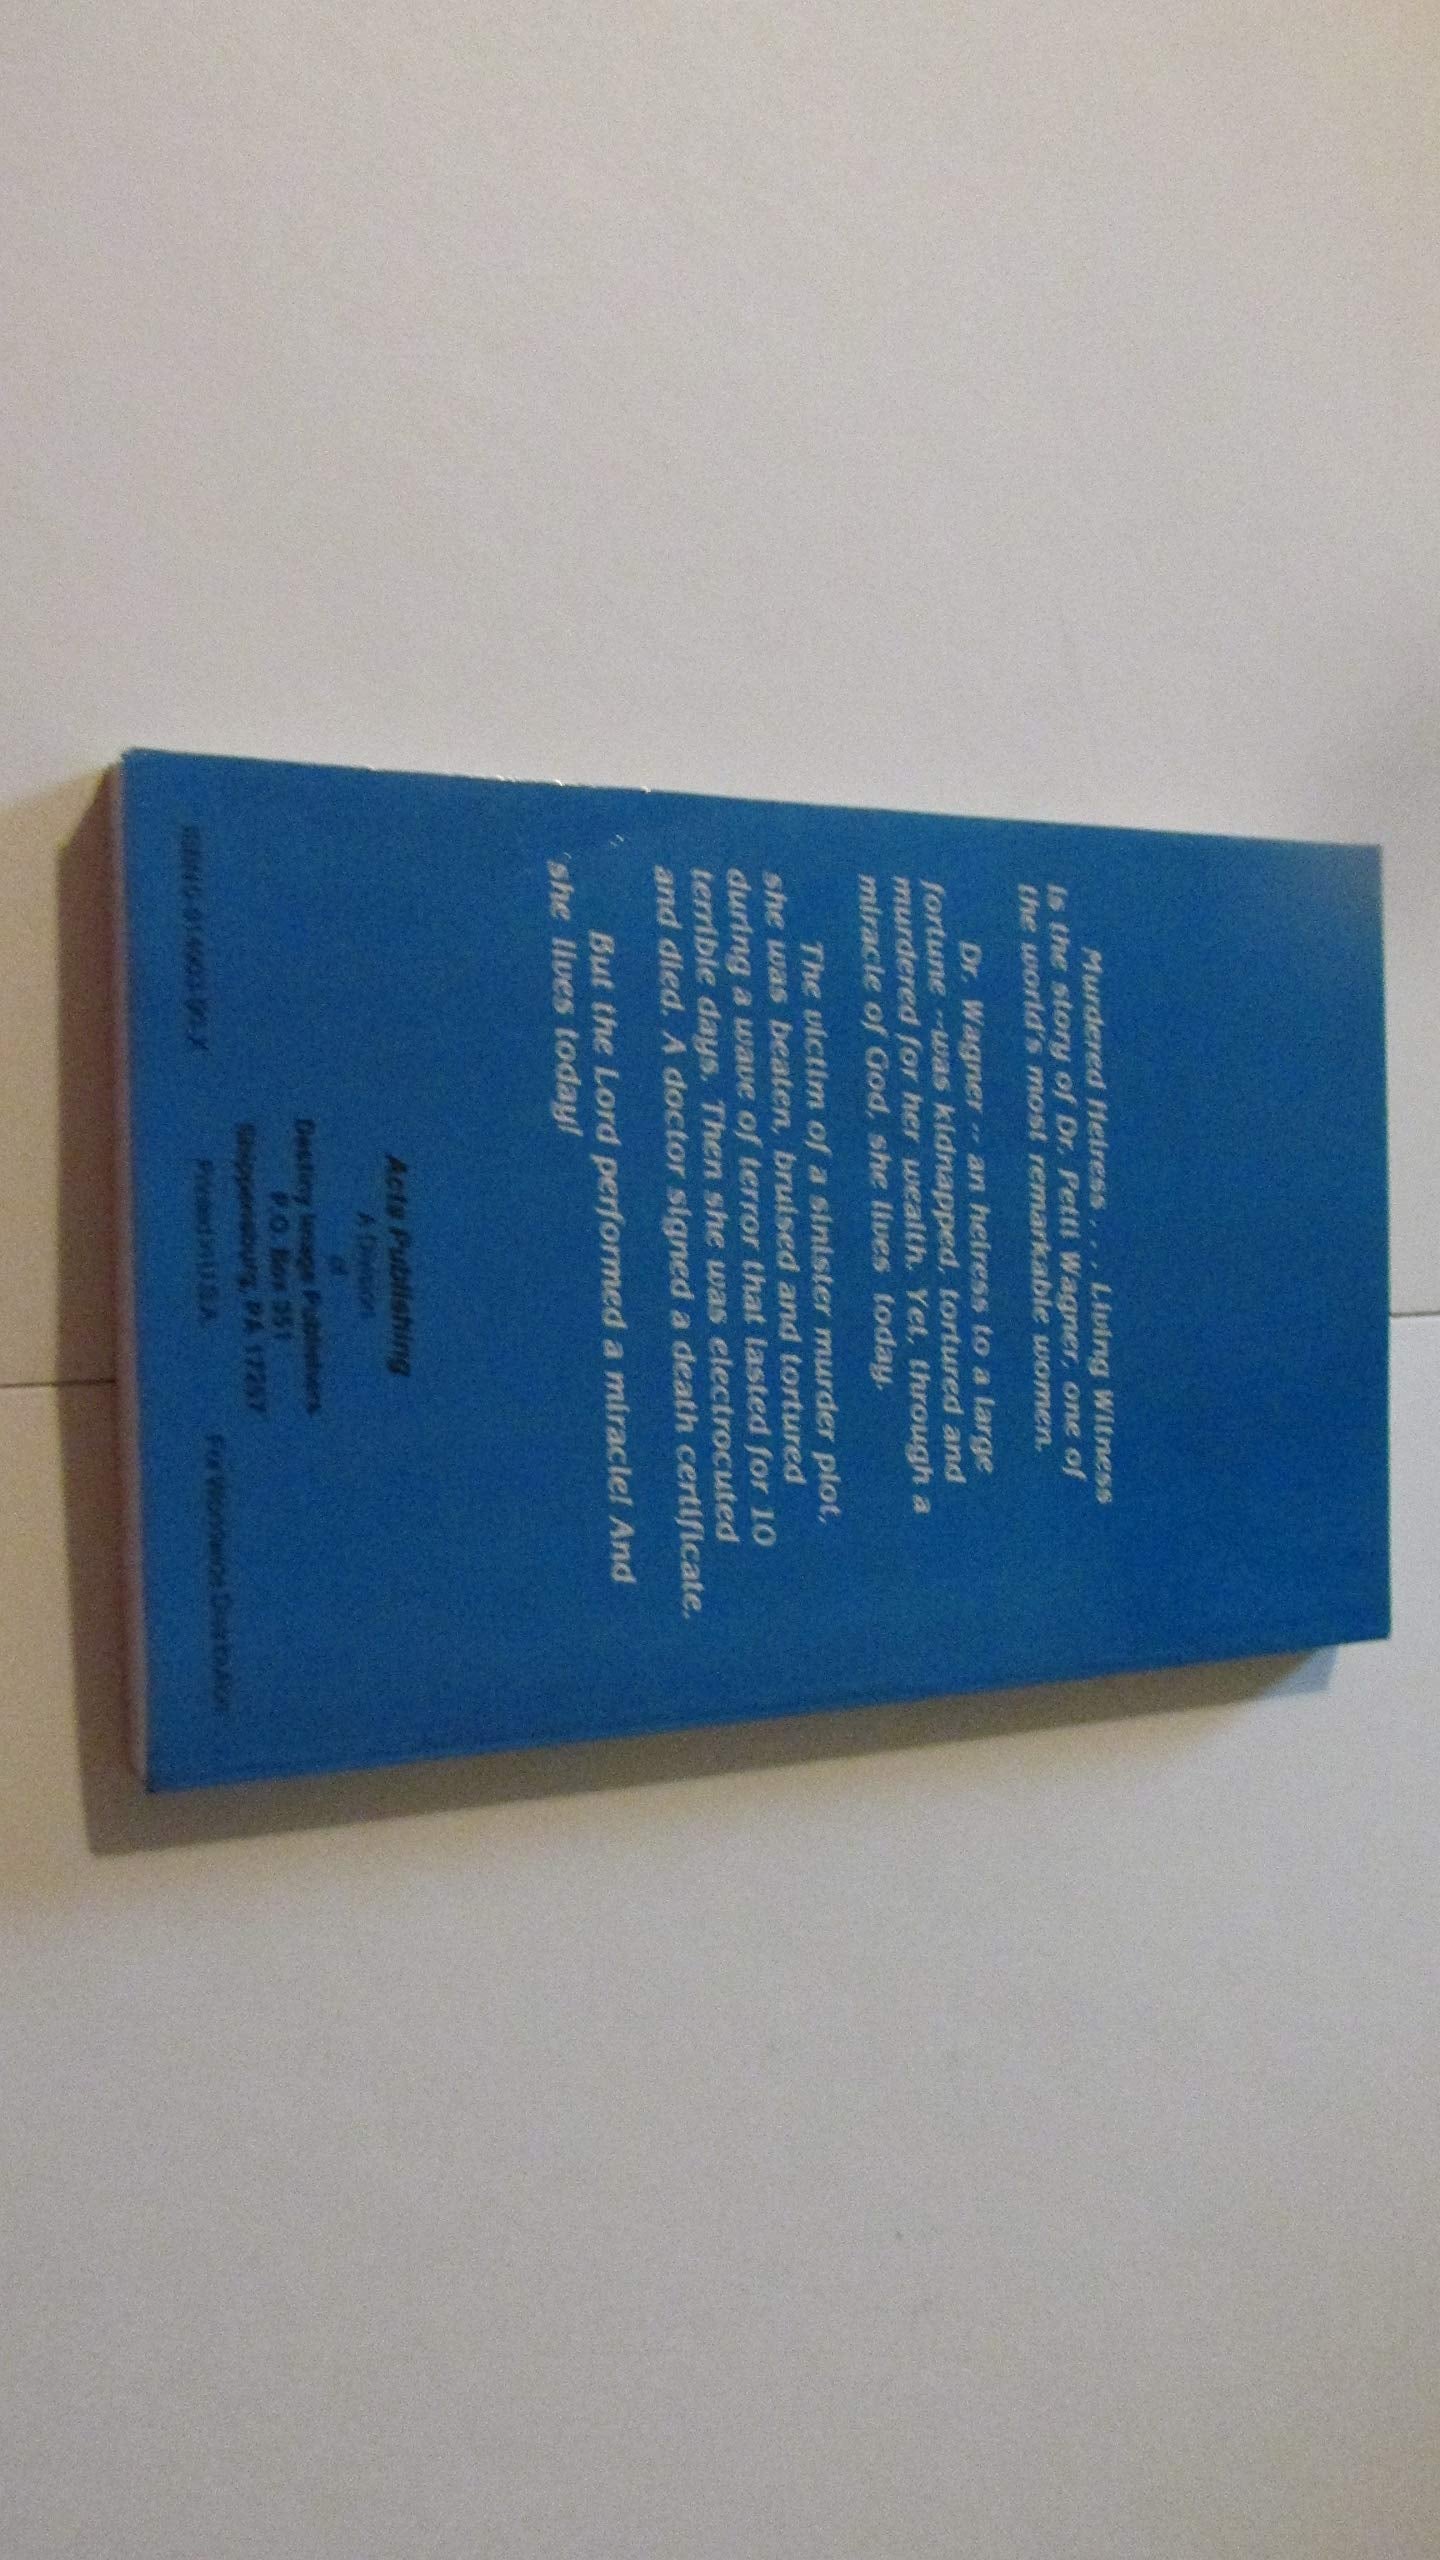 Murdered Heiress . . . Living Witness
is the story of Dr. Petti Wagner, one of
the world's most remarkable women.
Dr. Wagner -- an heiress to a large
fortune --was kidnapped, tortured and
murdered for her wealth. Yet, through a
miracle of God, she lives today.
The victim of a sinister murder plot,
she was beaten, bruised and tortured
during a wave of terror that lasted for 10
terrible days. Then she was electrocuted
and died. A doctor signed a death certificate.
But the Lord performed a miracle! And
she lives today!
Acts Publishing
A Division
of
Destiny Image Publishers
P.O. Box 351
Shippensburg, PA 17257
Printed in U.S.A.
For Worldwide Distribution